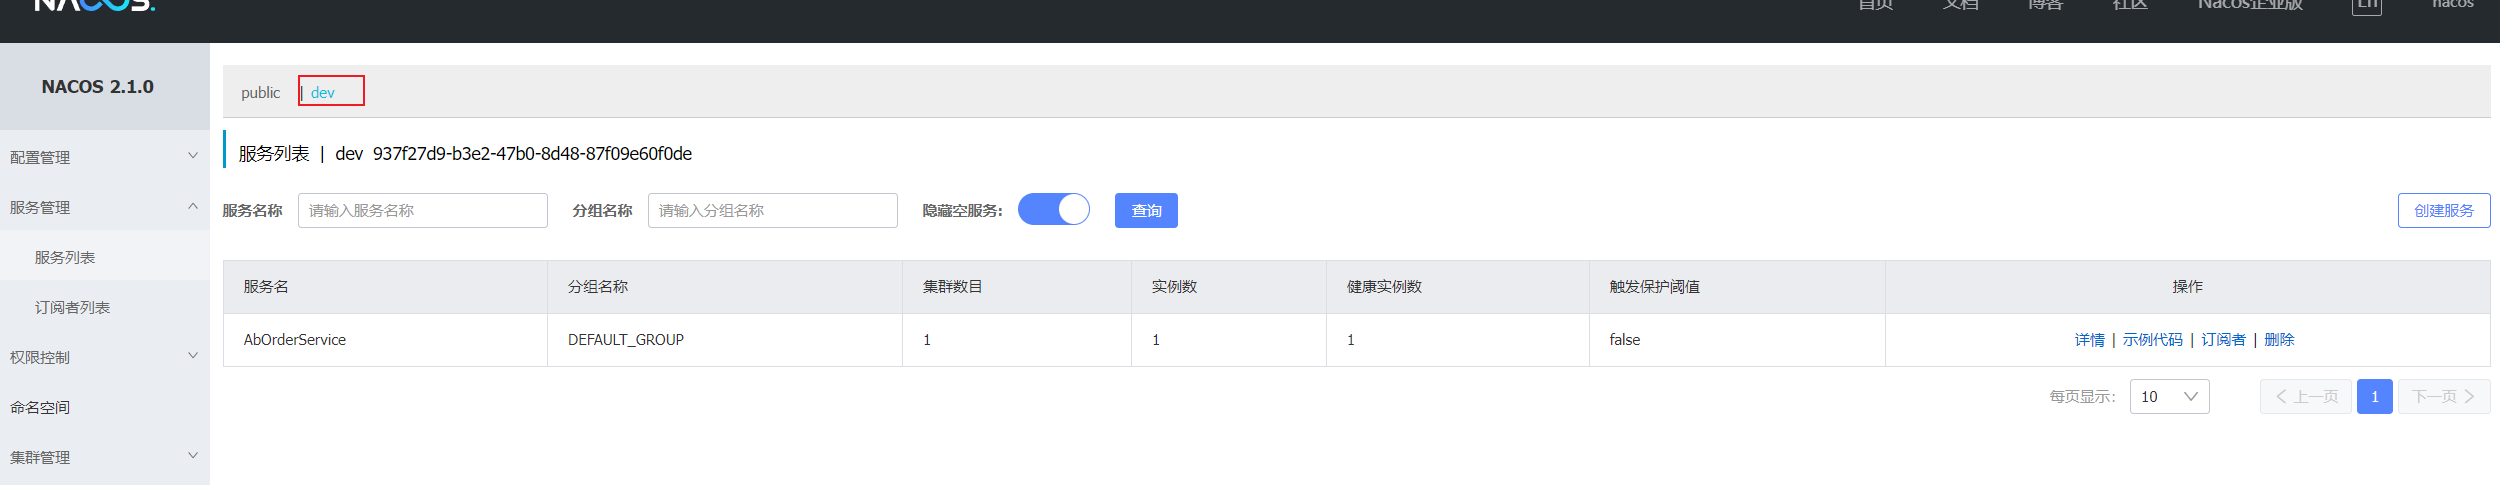 NACOS.
首页 文档 博客 社区 Nacos企业版 En nacos
NACOS 2.1.0
配置管理
服务管理
服务列表
订阅者列表
权限控制
命名空间
集群管理
public | dev
服务列表 | dev 937f27d9-b3e2-47b0-8d48-87f09e60f0de
服务名称 请输入服务名称 分组名称 请输入分组名称 隐藏空服务: 查询 创建服务
服务名 分组名称 集群数目 实例数 健康实例数 触发保护阈值 操作
AbOrderService DEFAULT_GROUP 1 1 1 false 详情 | 示例代码 | 订阅者 | 删除
每页显示: 10 上一页 1 下一页